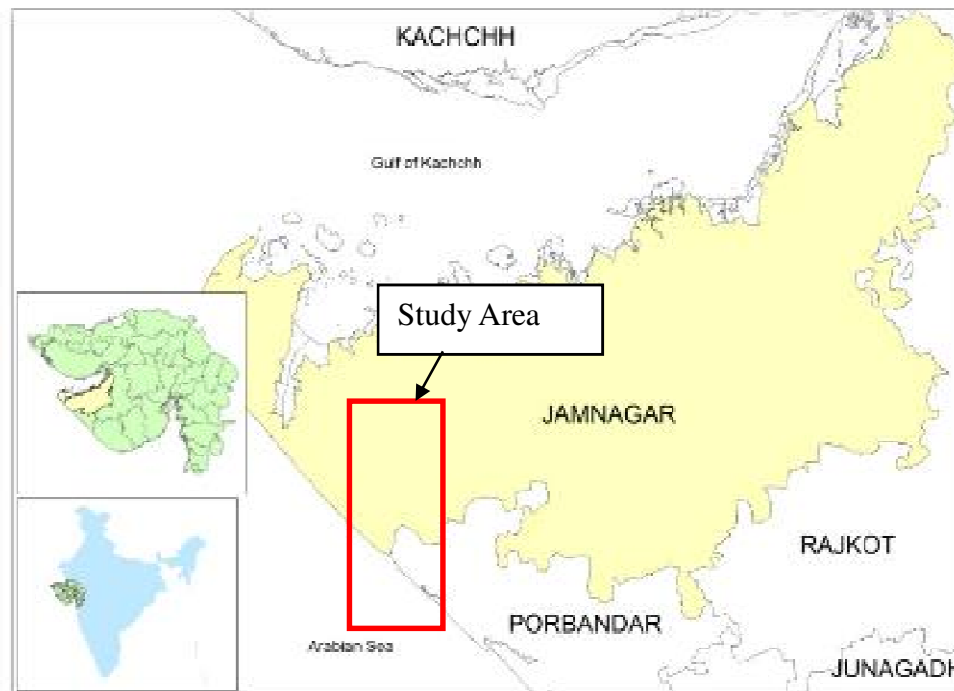 KACHCHH
Gulf of Kachchh
Study Area
JAMNAGAR
RAJKOT
PORBANDAR
Arabian Sea
JUNAGADH